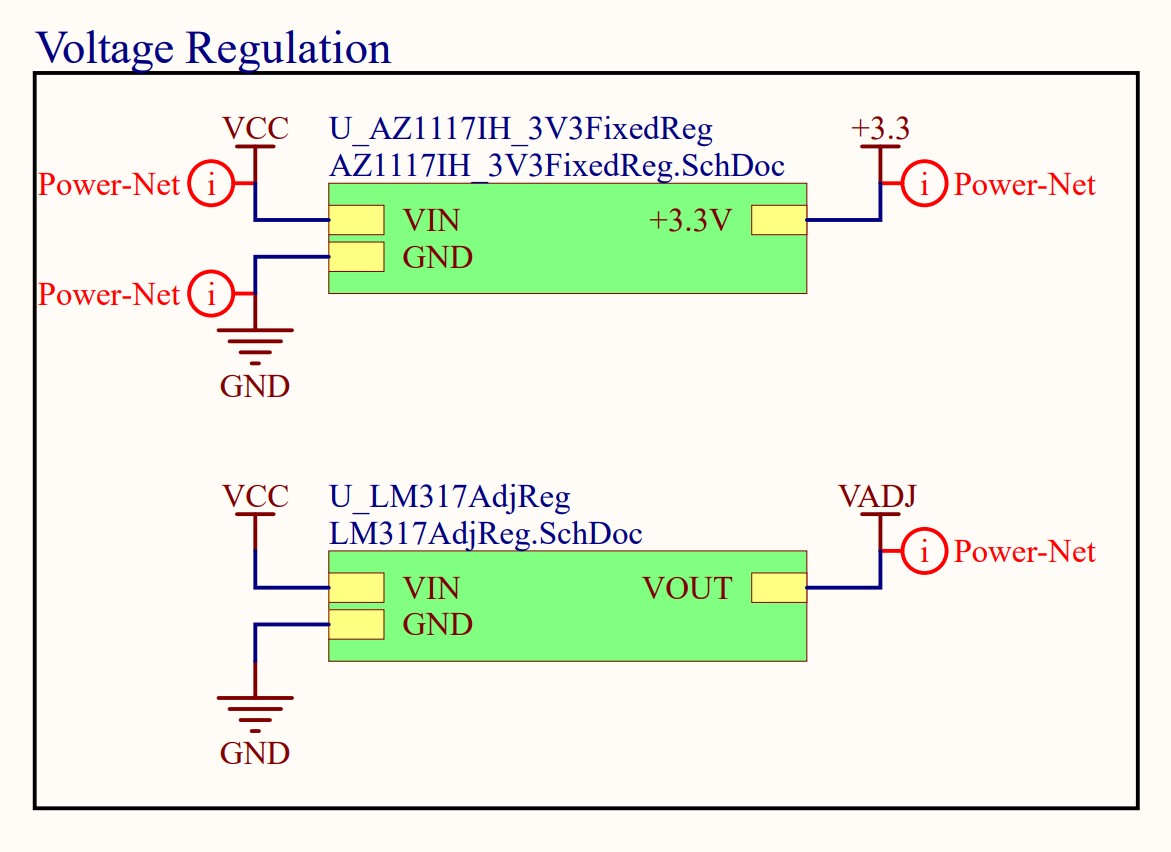 Voltage Regulation
VCC
U_AZ1117IH_3V3FixedReg
+3.3
AZ1117IH_3V3FixedReg.SchDoc
Power-Net
i
i
Power-Net
VIN
+3.3V
GND
Power-Net
i
GND
VCC
U_LM317AdjReg
VADJ
LM317AdjReg.SchDoc
i
Power-Net
VIN
VOUT
GND
GND